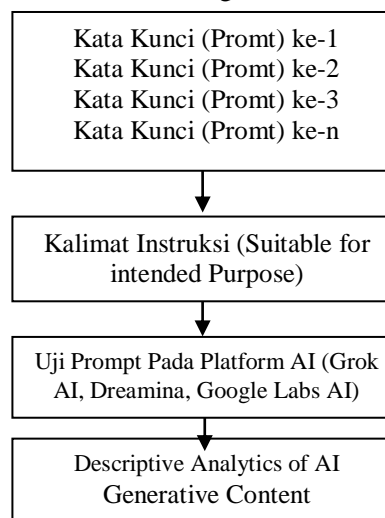 Kata Kunci (Promt) ke-1
Kata Kunci (Promt) ke-2
Kata Kunci (Promt) ke-3
Kata Kunci (Promt) ke-n
Kalimat Instruksi (Suitable for
intended Purpose)
Uji Prompt Pada Platform AI (Grok
AI, Dreamina, Google Labs AI)
Descriptive Analytics of AI
Generative Content